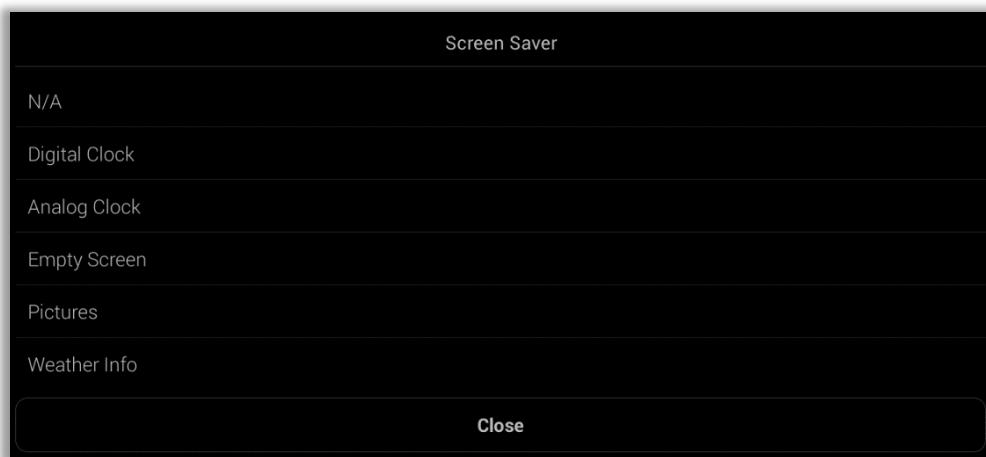 Screen Saver
N/A
Digital Clock
Analog Clock
Empty Screen
Pictures
Weather Info
Close